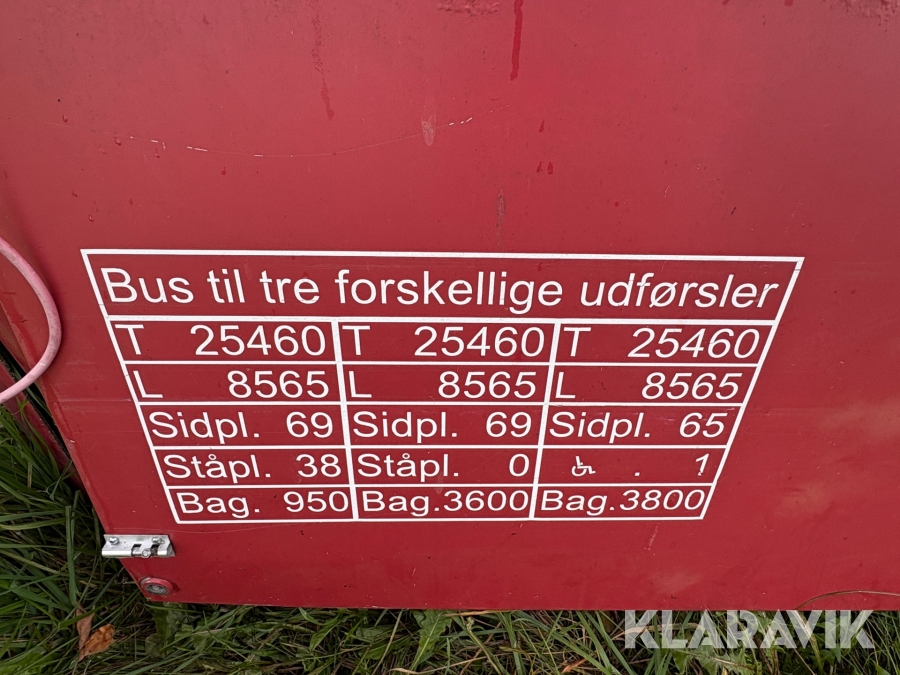 Bus til tre forskellige udførsler
T 25460 T 25460 T 25460
L 8565 L 8565 L 8565
Sidpl. 69 Sidpl. 69 Sidpl. 65
Ståpl. 38 Ståpl. 0 ♿ . 1
Bag. 950 Bag.3600 Bag.3800
KLARAVIK